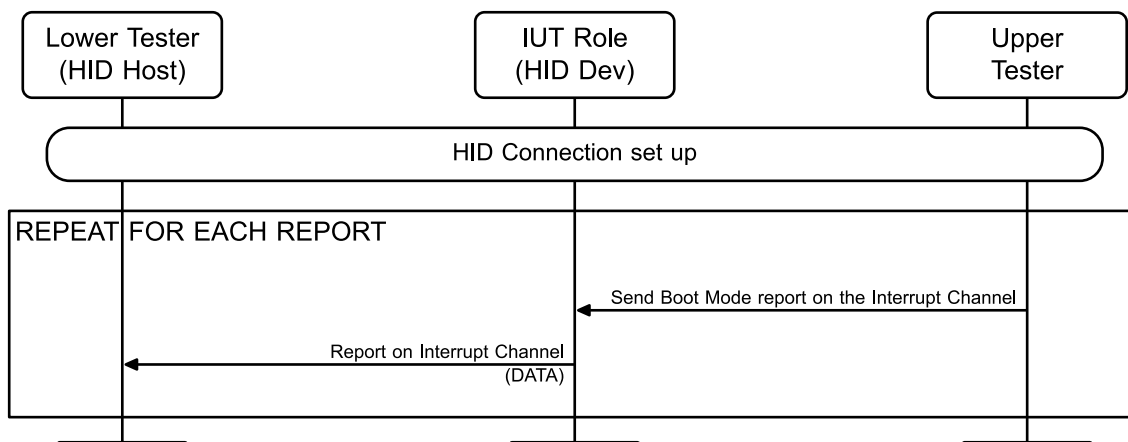 Lower Tester
(HID Host)
IUT Role
(HID Dev)
Upper
Tester
HID Connection set up
REPEAT FOR EACH REPORT
Send Boot Mode report on the Interrupt Channel
Report on Interrupt Channel
(DATA)